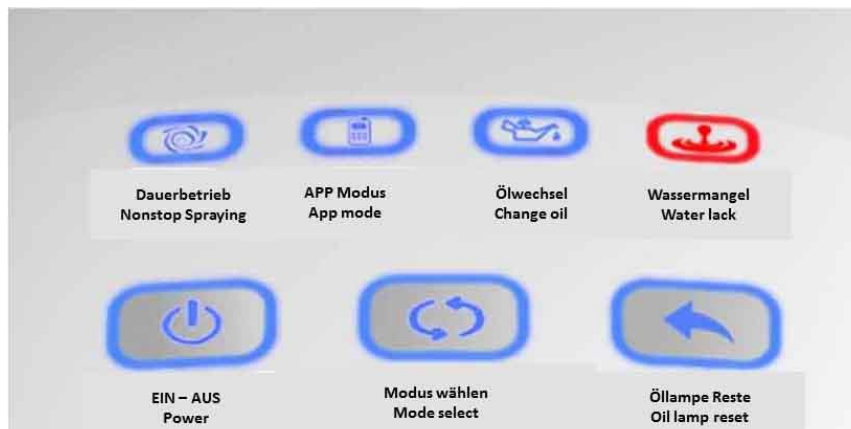 Dauerbetrieb
Nonstop Spraying
APP Modus
App mode
Ölwechsel
Change oil
Wassermangel
Water lack
EIN – AUS
Power
Modus wählen
Mode select
Öllampe Reste
Oil lamp reset